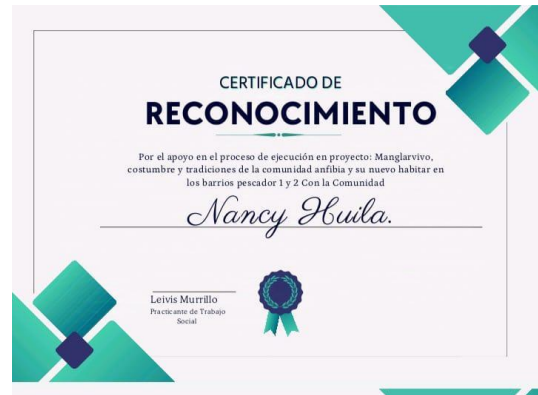 CERTIFICADO DE
RECONOCIMIENTO
Por el apoyo en el proceso de ejecución en proyecto: Manglarvivo,
costumbre y tradiciones de la comunidad anfibia y su nuevo habitar en
los barrios pescador 1 y 2 Con la Comunidad
Nancy Huila.
Leivis Murrillo
Practicante de Trabajo
Social